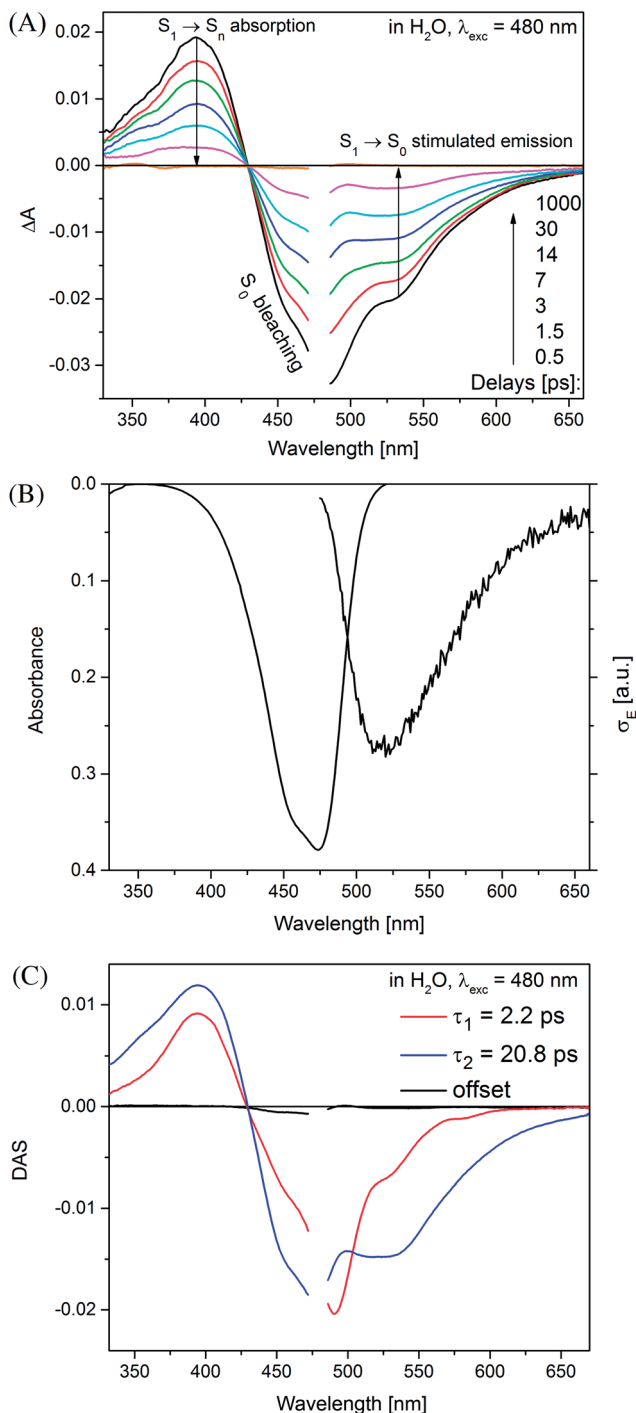 (A)
S1 → Sn absorption
in H2O, λexc = 480 nm
0.02
0.01
S1 → S0 stimulated emission
0.00
-0.01
-0.02
-0.03
ΔA
S0 bleaching
1000
30
14
7
3
1.5
0.5
Delays [ps]:
350 400 450 500 550 600 650
Wavelength [nm]
(B)
0.0
0.1
0.2
0.3
0.4
Absorbance
σE [a.u.]
350 400 450 500 550 600 650
Wavelength [nm]
(C)
in H2O, λexc = 480 nm
τ1 = 2.2 ps
τ2 = 20.8 ps
offset
0.01
0.00
-0.01
-0.02
DAS
350 400 450 500 550 600 650
Wavelength [nm]